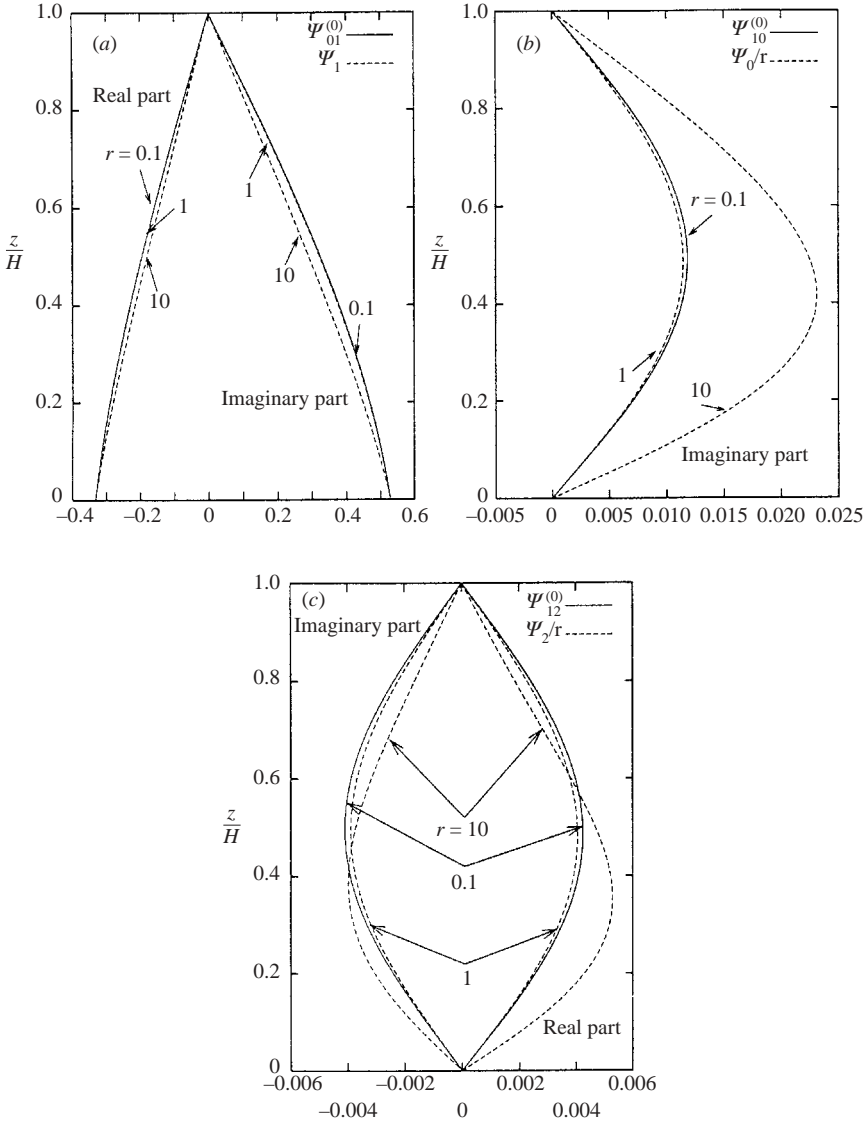 (a)
Ψ₀₁⁽⁰⁾
Ψ₁
Real part
r = 0.1
1
10
1
10
0.1
Imaginary part
z/H
1.0
0.8
0.6
0.4
0.2
0
–0.4 –0.2 0 0.2 0.4 0.6
(b)
Ψ₁₀⁽⁰⁾
Ψ₀/r
r = 0.1
1
10
Imaginary part
z/H
1.0
0.8
0.6
0.4
0.2
0
–0.005 0 0.005 0.010 0.015 0.020 0.025
(c)
Imaginary part
Ψ₁₂⁽⁰⁾
Ψ₂/r
r = 10
0.1
1
Real part
z/H
1.0
0.8
0.6
0.4
0.2
0
–0.006 –0.002 0.002 0.006
–0.004 0 0.004